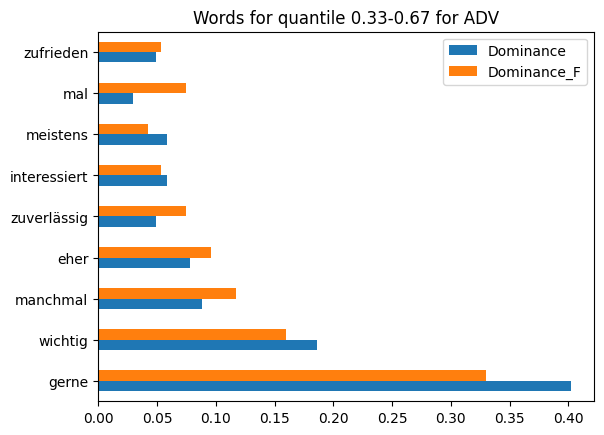 Words for quantile 0.33-0.67 for ADV
Dominance
Dominance_F
zufrieden
mal
meistens
interessiert
zuverlässig
eher
manchmal
wichtig
gerne
0.00 0.05 0.10 0.15 0.20 0.25 0.30 0.35 0.40